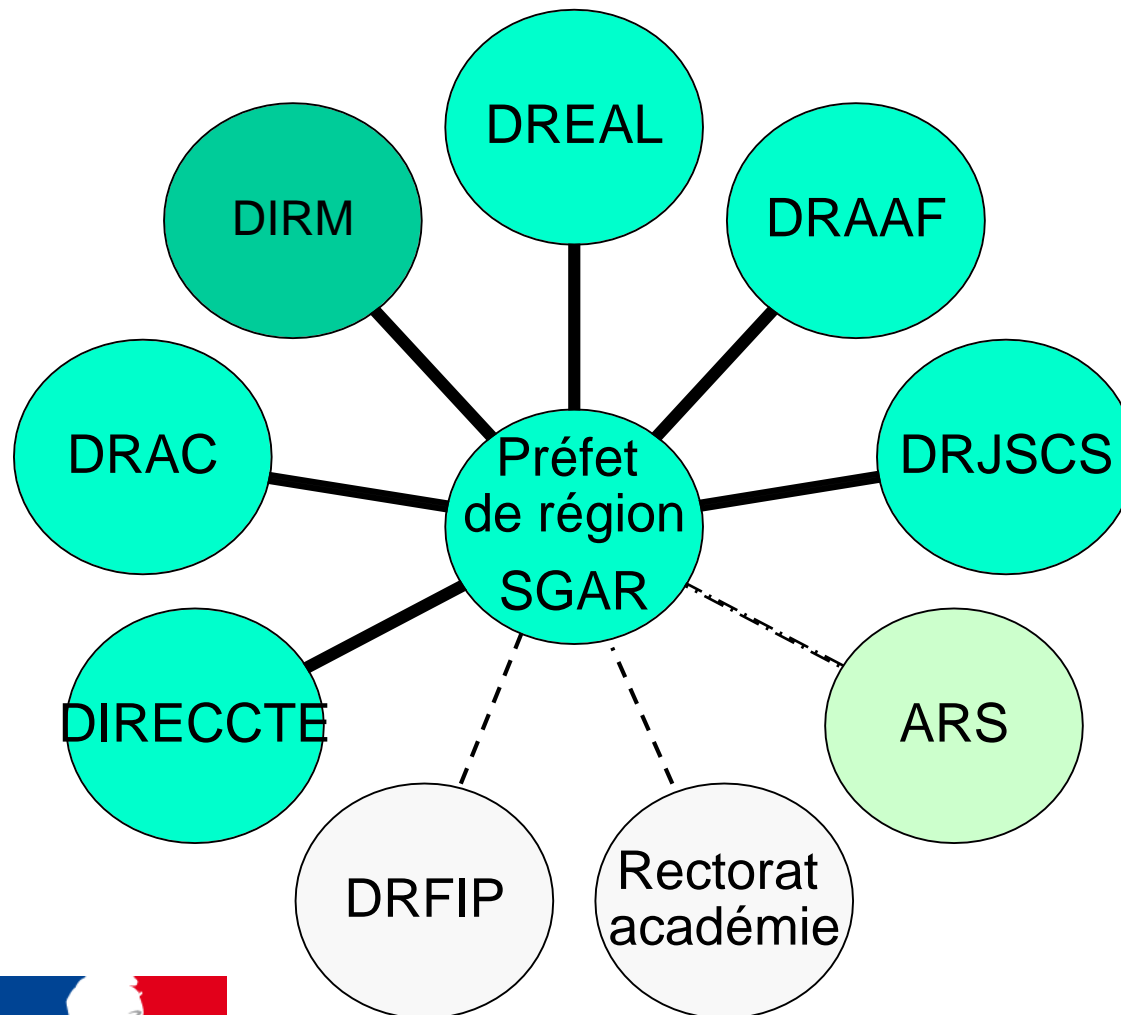 DREAL
DIRM
DRAAF
DRAC
Préfet
de région
SGAR
DRJSCS
DIRECCTE
ARS
DRFIP
Rectorat
académie